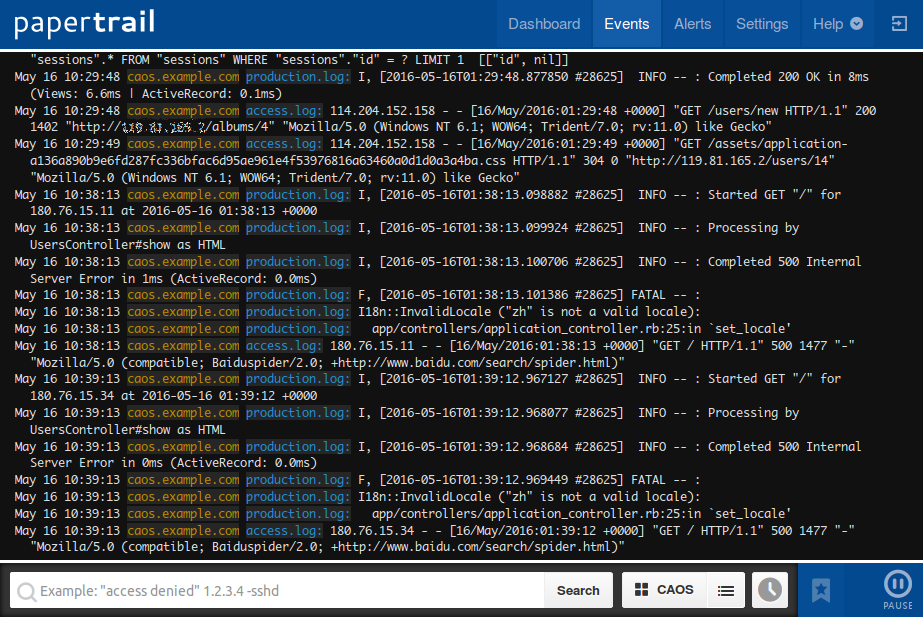 papertrail
Dashboard Events Alerts Settings Help
"sessions".* FROM "sessions" WHERE "sessions"."id" = ? LIMIT 1 [["id", nil]]
May 16 10:29:48 caos.example.com production.log: I, [2016-05-16T01:29:48.877850 #28625] INFO -- : Completed 200 OK in 8ms
(Views: 6.6ms | ActiveRecord: 0.1ms)
May 16 10:29:48 caos.example.com access.log: 114.204.152.158 - - [16/May/2016:01:29:48 +0000] "GET /users/new HTTP/1.1" 200
1402 "http:// /albums/4" "Mozilla/5.0 (Windows NT 6.1; WOW64; Trident/7.0; rv:11.0) like Gecko"
May 16 10:29:49 caos.example.com access.log: 114.204.152.158 - - [16/May/2016:01:29:49 +0000] "GET /assets/application-
a136a890b9e6fd287fc336bfac6d95ae961e4f53976816a63460a0d1d0a3a4ba.css HTTP/1.1" 304 0 "http://119.81.165.2/users/14"
"Mozilla/5.0 (Windows NT 6.1; WOW64; Trident/7.0; rv:11.0) like Gecko"
May 16 10:38:13 caos.example.com production.log: I, [2016-05-16T01:38:13.098882 #28625] INFO -- : Started GET "/" for
180.76.15.11 at 2016-05-16 01:38:13 +0000
May 16 10:38:13 caos.example.com production.log: I, [2016-05-16T01:38:13.099924 #28625] INFO -- : Processing by
UsersController#show as HTML
May 16 10:38:13 caos.example.com production.log: I, [2016-05-16T01:38:13.100706 #28625] INFO -- : Completed 500 Internal
Server Error in 1ms (ActiveRecord: 0.0ms)
May 16 10:38:13 caos.example.com production.log: F, [2016-05-16T01:38:13.101386 #28625] FATAL -- :
May 16 10:38:13 caos.example.com production.log: I18n::InvalidLocale ("zh" is not a valid locale):
May 16 10:38:13 caos.example.com production.log: app/controllers/application_controller.rb:25:in `set_locale'
May 16 10:38:13 caos.example.com access.log: 180.76.15.11 - - [16/May/2016:01:38:13 +0000] "GET / HTTP/1.1" 500 1477 "-"
"Mozilla/5.0 (compatible; Baiduspider/2.0; +http://www.baidu.com/search/spider.html)"
May 16 10:39:13 caos.example.com production.log: I, [2016-05-16T01:39:12.967127 #28625] INFO -- : Started GET "/" for
180.76.15.34 at 2016-05-16 01:39:12 +0000
May 16 10:39:13 caos.example.com production.log: I, [2016-05-16T01:39:12.968077 #28625] INFO -- : Processing by
UsersController#show as HTML
May 16 10:39:13 caos.example.com production.log: I, [2016-05-16T01:39:12.968684 #28625] INFO -- : Completed 500 Internal
Server Error in 0ms (ActiveRecord: 0.0ms)
May 16 10:39:13 caos.example.com production.log: F, [2016-05-16T01:39:12.969449 #28625] FATAL -- :
May 16 10:39:13 caos.example.com production.log: I18n::InvalidLocale ("zh" is not a valid locale):
May 16 10:39:13 caos.example.com production.log: app/controllers/application_controller.rb:25:in `set_locale'
May 16 10:39:13 caos.example.com access.log: 180.76.15.34 - - [16/May/2016:01:39:12 +0000] "GET / HTTP/1.1" 500 1477 "-"
"Mozilla/5.0 (compatible; Baiduspider/2.0; +http://www.baidu.com/search/spider.html)"
Example: "access denied" 1.2.3.4 -sshd Search CAOS
PAUSE